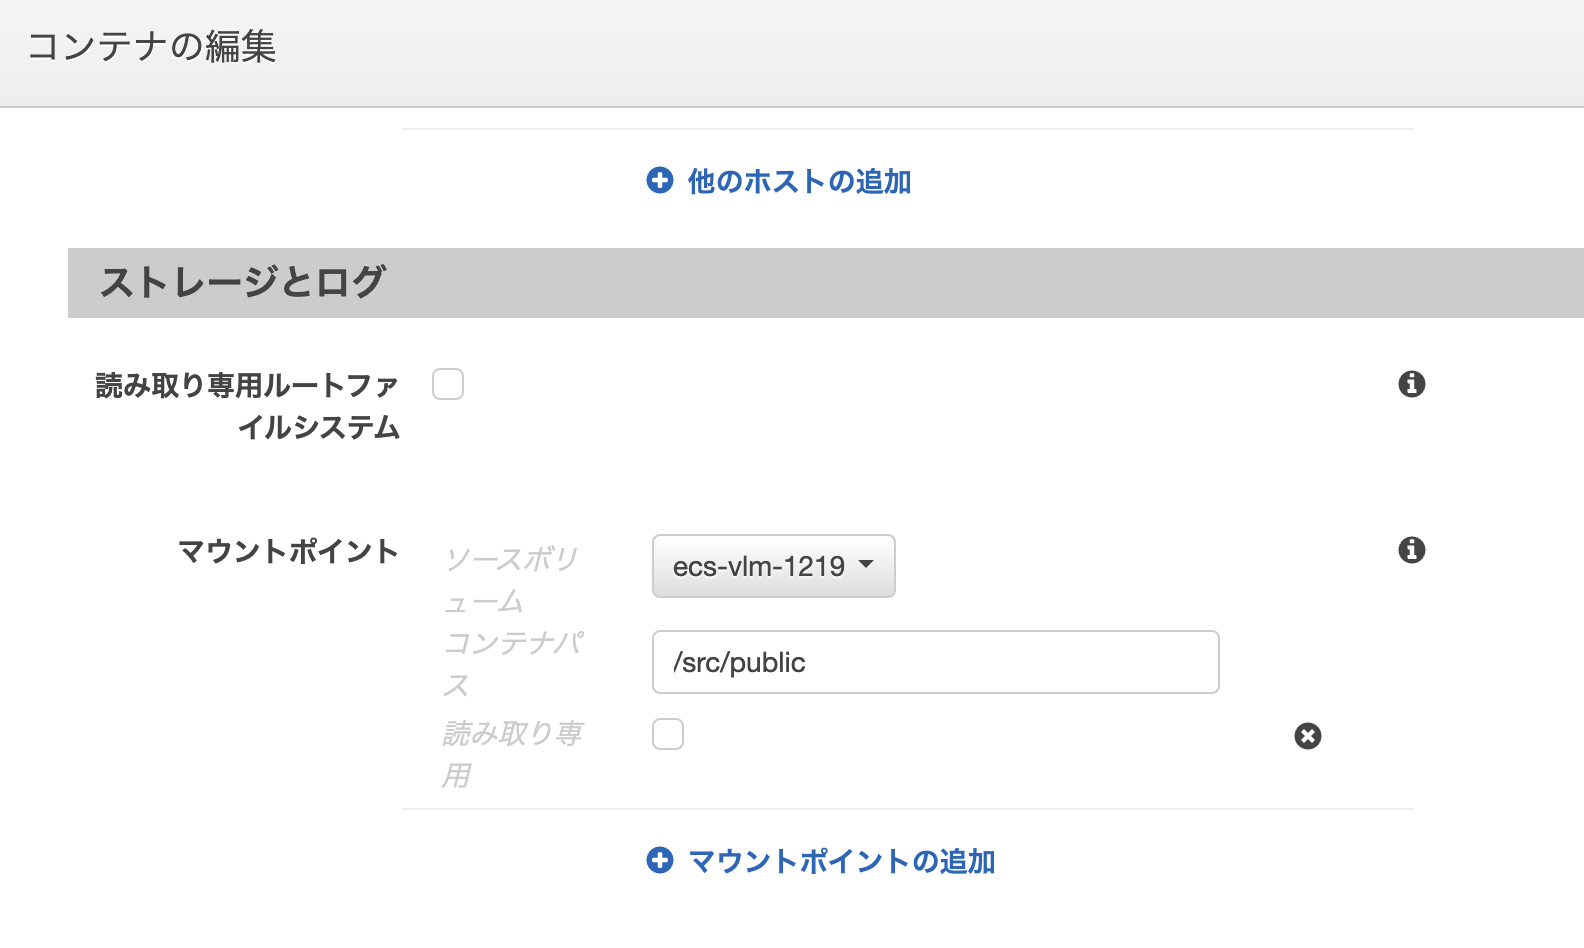 コンテナの編集
他のホストの追加
ストレージとログ
読み取り専用ルートファ
イルシステム
マウントポイント
ソースボリ
ューム
ecs-vlm-1219
コンテナパ
ス
/src/public
読み取り専
用
マウントポイントの追加